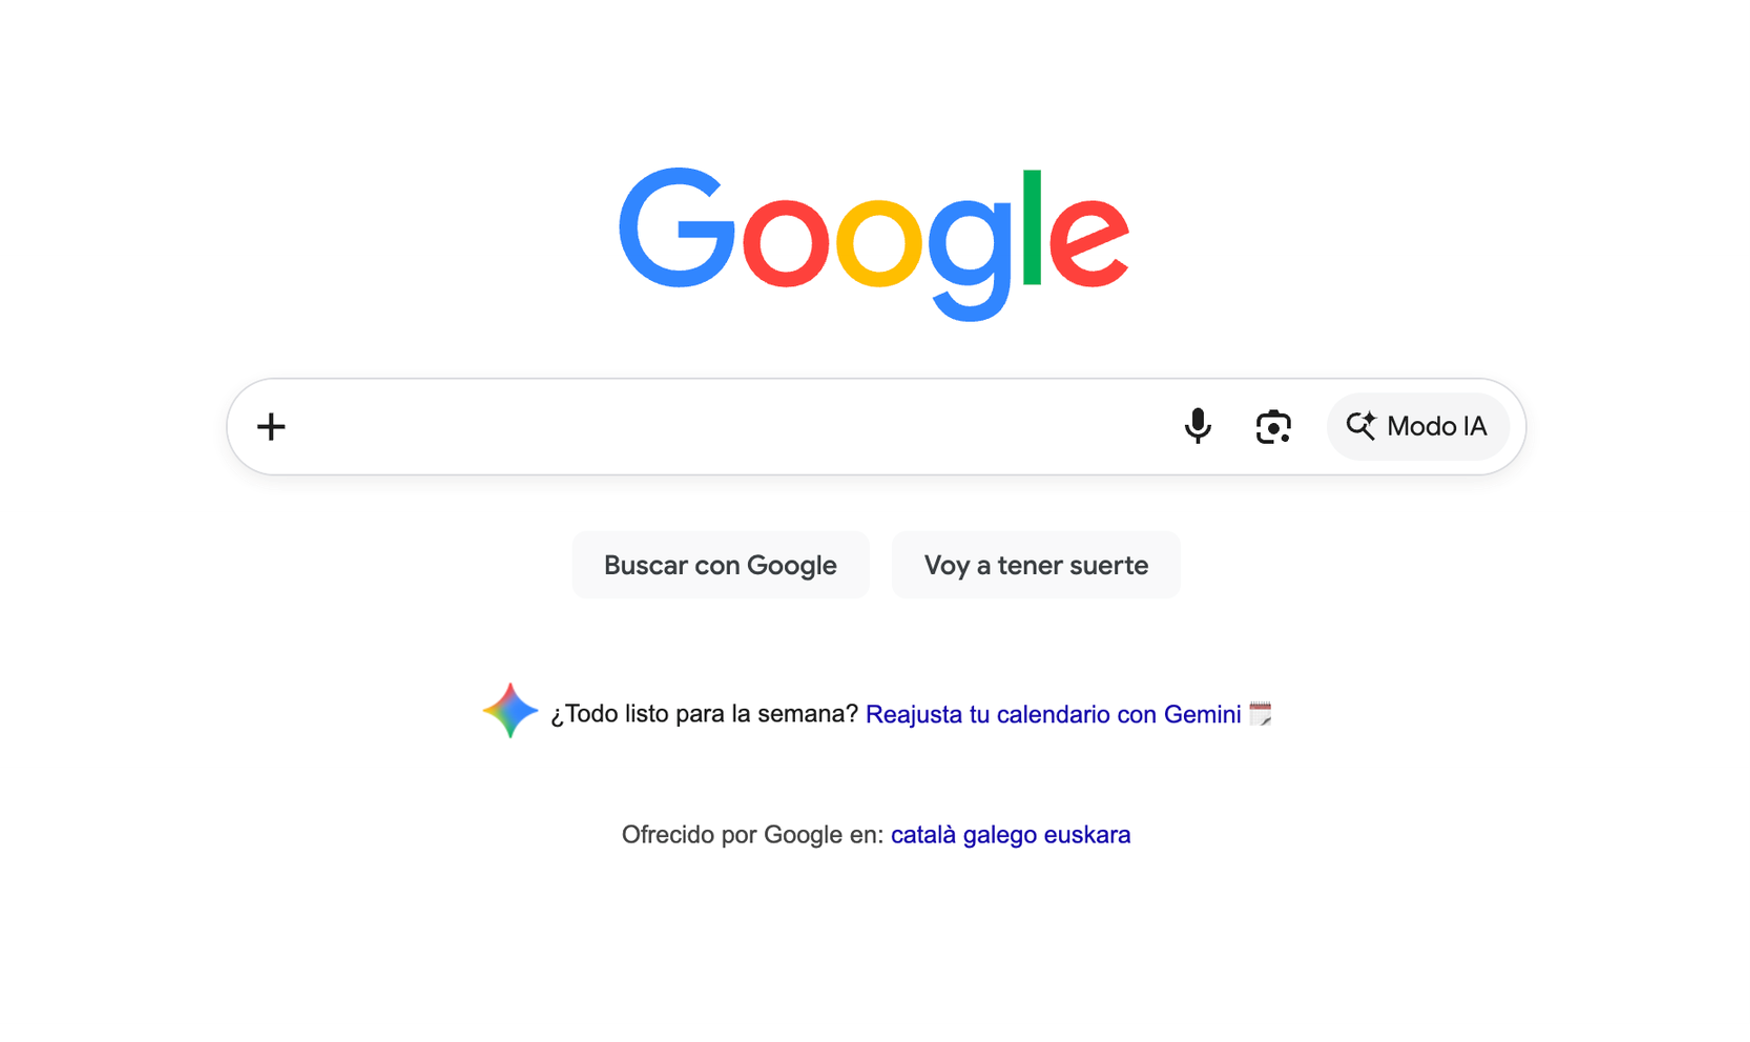 Google
Modo IA
Buscar con Google
Voy a tener suerte
¿Todo listo para la semana? Reajusta tu calendario con Gemini
Ofrecido por Google en: català galego euskara